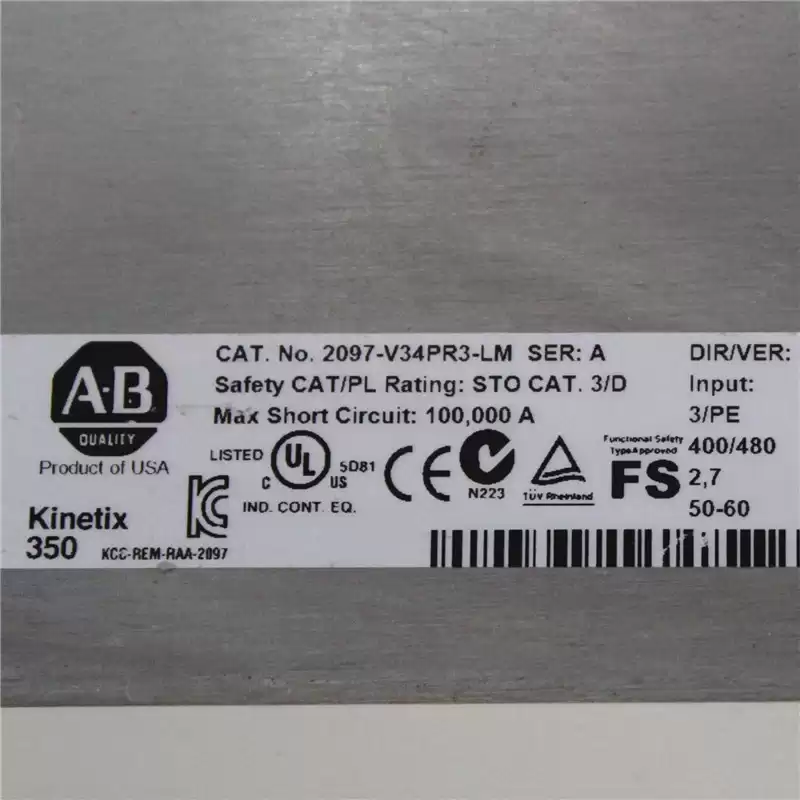 A·B
QUALITY
Product of USA
Kinetix
350
KCC-REM-RAA-2097
CAT. No. 2097-V34PR3-LM SER: A
Safety CAT/PL Rating: STO CAT. 3/D
Max Short Circuit: 100,000 A
LISTED
C UL US
5D81
IND. CONT. EQ.
CE
N223
TÜV Rheinland
Functional Safety
Type Approved
FS
DIR/VER:
Input:
3/PE
400/480
2,7
50-60